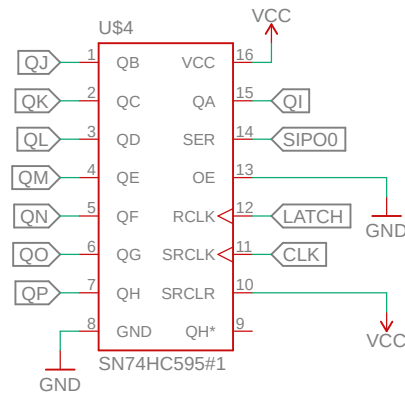 VCC
U$4
QJ 1 QB VCC 16
QK 2 QC QA 15 QI
QL 3 QD SER 14 SIPO0
QM 4 QE OE 13
QN 5 QF RCLK 12 LATCH
GND
QO 6 QG SRCLK 11 CLK
QP 7 QH SRCLR 10
8 GND QH* 9
VCC
SN74HC595#1
GND